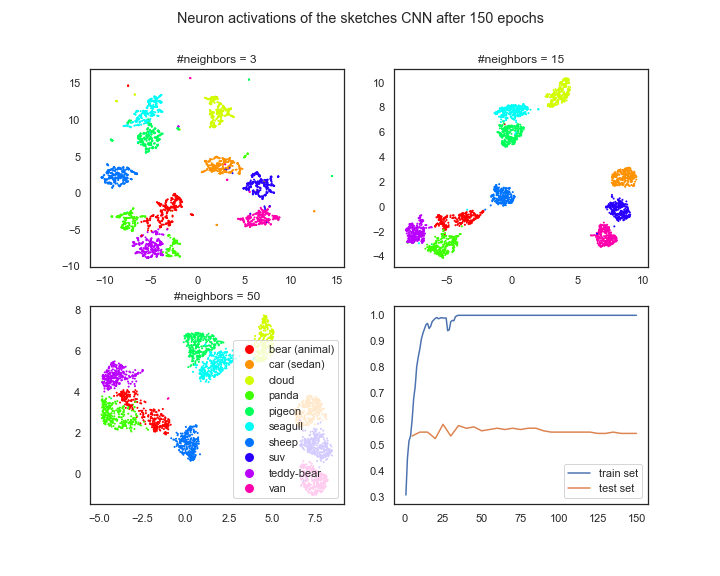 Neuron activations of the sketches CNN after 150 epochs
#neighbors = 3
15
10
5
0
−5
−10
−10 −5 0 5 10 15
#neighbors = 15
10
8
6
4
2
0
−2
−4
−5 0 5 10
#neighbors = 50
8
6
4
2
0
−5.0 −2.5 0.0 2.5 5.0 7.5
bear (animal)
car (sedan)
cloud
panda
pigeon
seagull
sheep
suv
teddy-bear
van
1.0
0.9
0.8
0.7
0.6
0.5
0.4
0.3
0 25 50 75 100 125 150
train set
test set